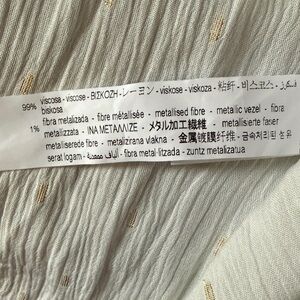 99% viscosa - viscose - ΒΙΣΚΟΖΗ - レーヨン - viskose - viskoza - 粘纤 - 비스코스 - فسكوز -
biskosa
fibra metalizada - fibre métallisée - metallised fibre - metallic vezel - fibra
1% metallizzata - ΙΝΑ ΜΕΤΑΛΛΙΖΕ - メタル加工繊維 - metallisierte faser
metalliserede fibre - metalizirana vlakna - 金属镀膜纤维 - 금속처리된 섬유
serat logam - ألياف معدنية - fibra metal·litzada - zuntz metalizatua